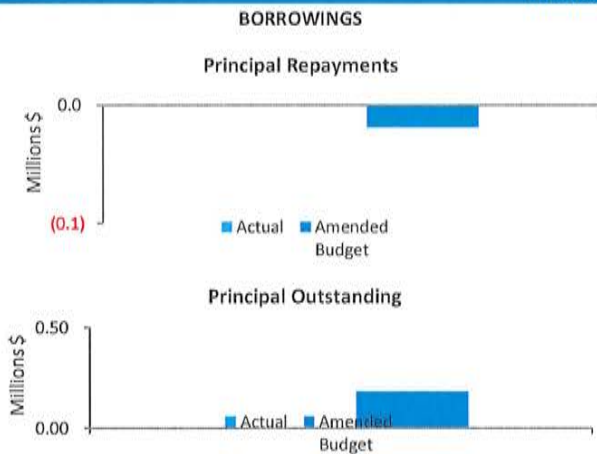 BORROWINGS
Principal Repayments
0.0
Millions $
(0.1)
Actual Amended
Budget
Principal Outstanding
0.50
Millions $
0.00
Actual Amended
Budget